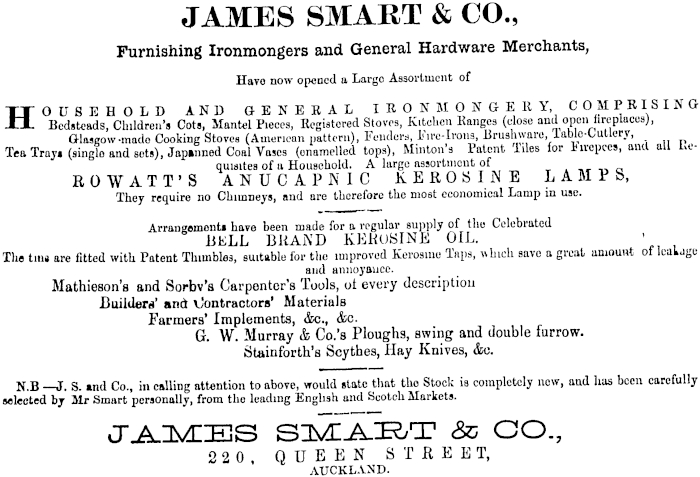 JAMES SMART & CO.,
Furnishing Ironmongers and General Hardware Merchants,
Have now opened a Large Assortment of
HOUSEHOLD AND GENERAL IRONMONGERY, COMPRISING
Bedsteads, Children's Cots, Mantel Pieces, Registered Stoves, Kitchen Ranges (close and open fireplaces),
Glasgow-made Cooking Stoves (American pattern), Fenders, Fire-Irons, Brushware, Table-Cutlery,
Tea Trays (single and sets), Japanned Coal Vases (enamelled tops), Minton's Patent Tiles for Firepces, and all Re-
quisites of a Household. A large assortment of
ROWATT'S ANUCAPNIC KEROSINE LAMPS,
They require no Chimneys, and are therefore the most economical Lamp in use.
Arrangements have been made for a regular supply of the Celebrated
BELL BRAND KEROSINE OIL.
The tins are fitted with Patent Thimbles, suitable for the improved Kerosine Taps, which save a great amount of leakage
and annoyance.
Mathieson's and Sorby's Carpenter's Tools, of every description
Builders' and Contractors' Materials
Farmers' Implements, &c., &c.
G. W. Murray & Co.'s Ploughs, swing and double furrow.
Stainforth's Scythes, Hay Knives, &c.
N.B —J. S. and Co., in calling attention to above, would state that the Stock is completely new, and has been carefully
selected by Mr Smart personally, from the leading English and Scotch Markets.
JAMES SMART & CO.,
220, QUEEN STREET,
AUCKLAND.